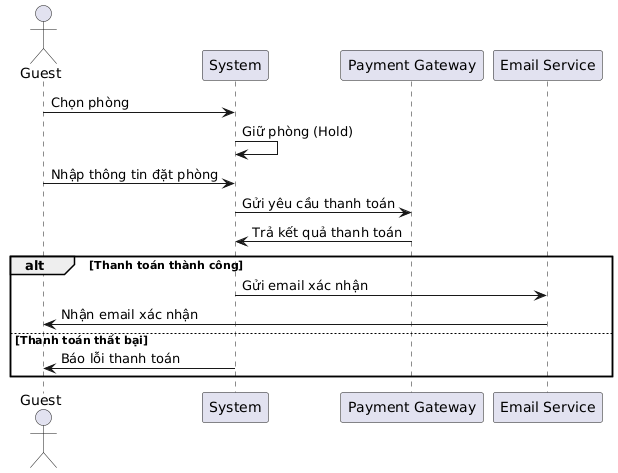 Guest
System
Payment Gateway
Email Service
Chọn phòng
Giữ phòng (Hold)
Nhập thông tin đặt phòng
Gửi yêu cầu thanh toán
Trả kết quả thanh toán
alt
[Thanh toán thành công]
Gửi email xác nhận
Nhận email xác nhận
[Thanh toán thất bại]
Báo lỗi thanh toán
Guest
System
Payment Gateway
Email Service